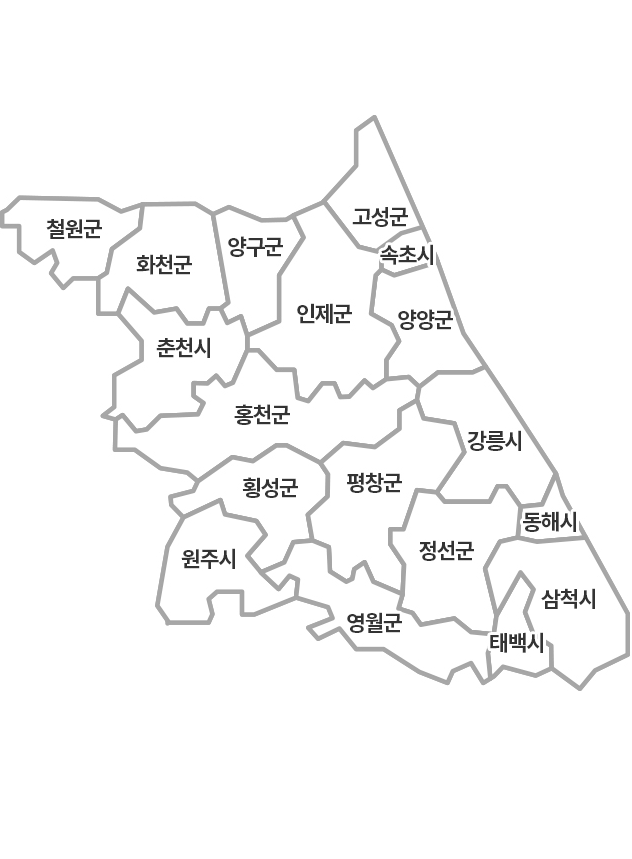 고성군
철원군
양구군
속초시
화천군
인제군
양양군
춘천시
홍천군
강릉시
평창군
횡성군
동해시
정선군
원주시
삼척시
영월군
태백시